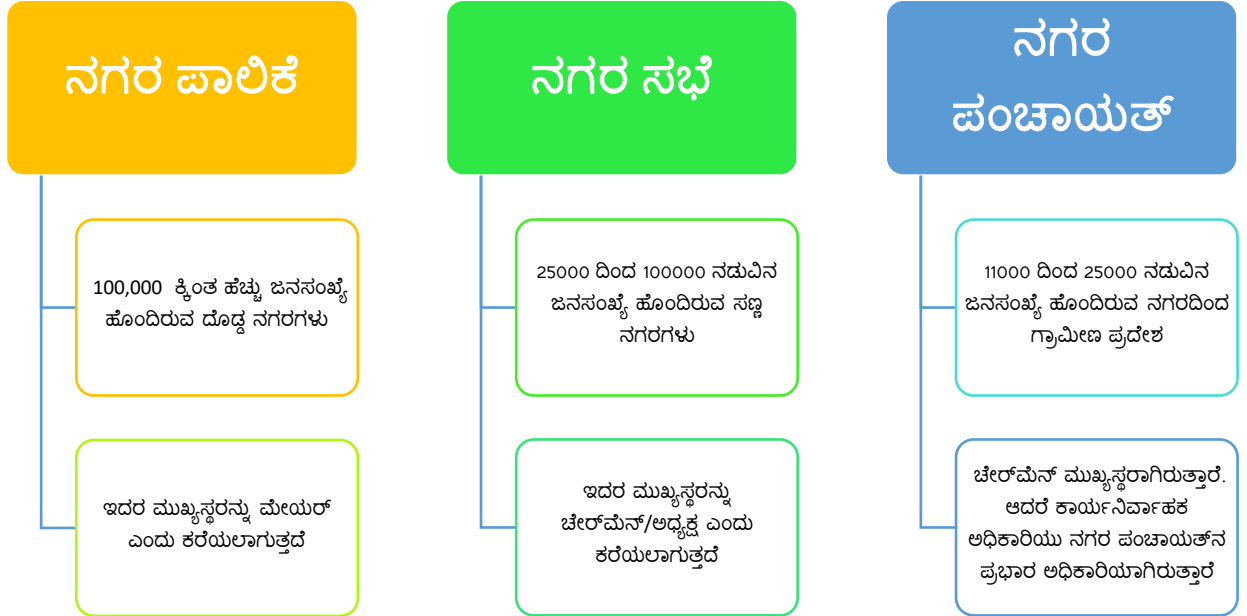 ನಗರ ಪಾಲಿಕೆ
100,000 ಕ್ಕಿಂತ ಹೆಚ್ಚು ಜನಸಂಖ್ಯೆ
ಹೊಂದಿರುವ ದೊಡ್ಡ ನಗರಗಳು
ಇದರ ಮುಖ್ಯಸ್ಥರನ್ನು ಮೇಯರ್
ಎಂದು ಕರೆಯಲಾಗುತ್ತದೆ
ನಗರ ಸಭೆ
25000 ದಿಂದ 100000 ನಡುವಿನ
ಜನಸಂಖ್ಯೆ ಹೊಂದಿರುವ ಸಣ್ಣ
ನಗರಗಳು
ಇದರ ಮುಖ್ಯಸ್ಥರನ್ನು
ಚೇರ್‌ಮೆನ್/ಅಧ್ಯಕ್ಷ ಎಂದು
ಕರೆಯಲಾಗುತ್ತದೆ
ನಗರ
ಪಂಚಾಯತ್
11000 ದಿಂದ 25000 ನಡುವಿನ
ಜನಸಂಖ್ಯೆ ಹೊಂದಿರುವ ನಗರದಿಂದ
ಗ್ರಾಮೀಣ ಪ್ರದೇಶ
ಚೇರ್‌ಮೆನ್ ಮುಖ್ಯಸ್ಥರಾಗಿರುತ್ತಾರೆ.
ಆದರೆ ಕಾರ್ಯನಿರ್ವಾಹಕ
ಅಧಿಕಾರಿಯು ನಗರ ಪಂಚಾಯತ್‌ನ
ಪ್ರಭಾರ ಅಧಿಕಾರಿಯಾಗಿರುತ್ತಾರೆ